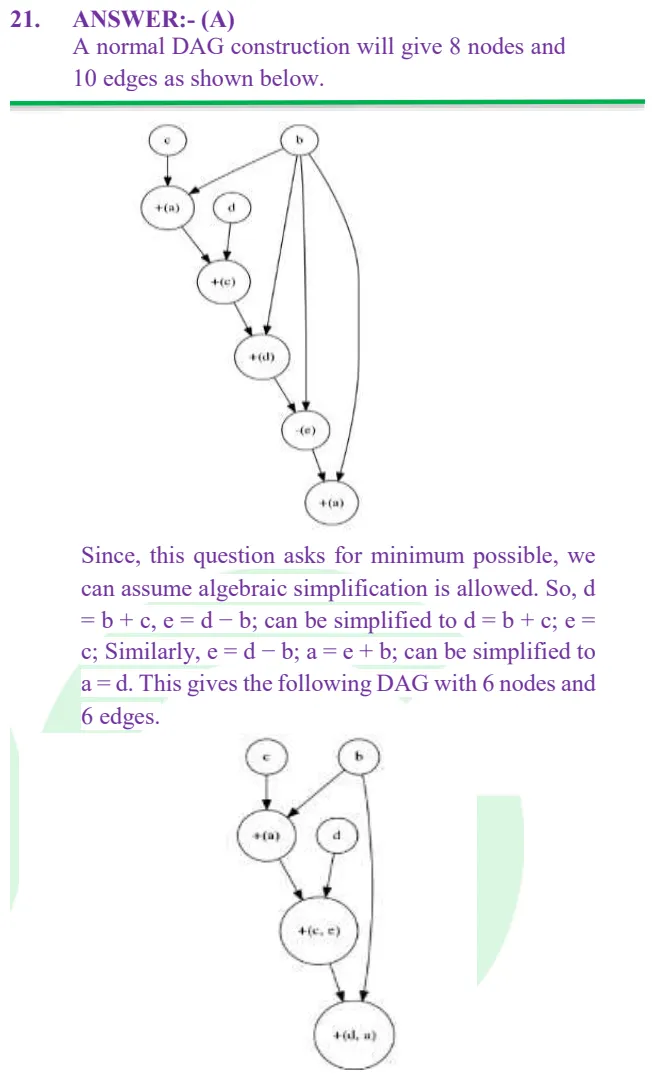 21. ANSWER:- (A)
A normal DAG construction will give 8 nodes and
10 edges as shown below.
c
b
+(a)
d
+(c)
+(d)
-(e)
+(a)
Since, this question asks for minimum possible, we
can assume algebraic simplification is allowed. So, d
= b + c, e = d − b; can be simplified to d = b + c; e =
c; Similarly, e = d − b; a = e + b; can be simplified to
a = d. This gives the following DAG with 6 nodes and
6 edges.
c
b
+(a)
d
+(c, e)
+(d, a)